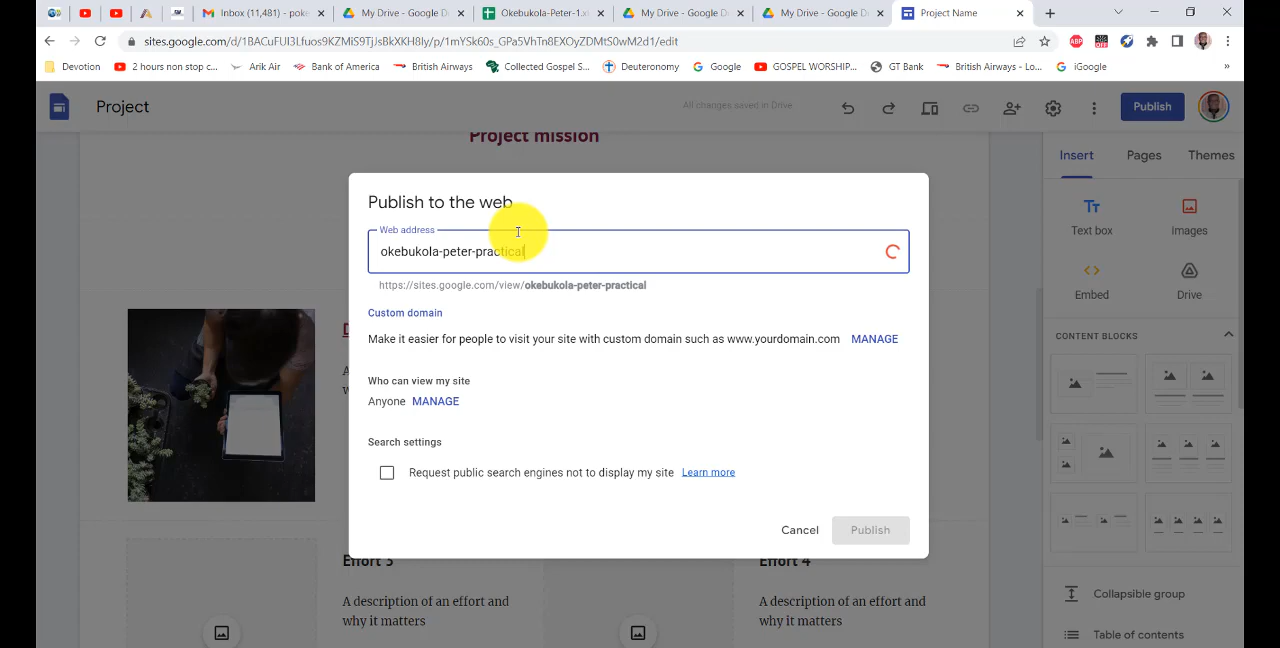 Inbox (11,481) - poke
My Drive - Google D
Okebukola-Peter-1.x
My Drive - Google D
My Drive - Google D
Project Name
sites.google.com/d/1BACuFUI3Lfuos9KZMiS9TjJsBkXKH8Iy/p/1mYSk60s_GPa5VhTn8EXOyZDMtS0wM2d1/edit
Devotion
2 hours non stop c...
Arik Air
Bank of America
British Airways
Collected Gospel S...
Deuteronomy
Google
GOSPEL WORSHIP...
GT Bank
British Airways - Lo...
iGoogle
»
Project
All changes saved in Drive
Publish
Project mission
Insert Pages Themes
Publish to the web
Web address
okebukola-peter-practical
https://sites.google.com/view/okebukola-peter-practical
Custom domain
Make it easier for people to visit your site with custom domain such as www.yourdomain.com MANAGE
Who can view my site
Anyone MANAGE
Search settings
Request public search engines not to display my site Learn more
Cancel Publish
Text box
Images
Embed
Drive
CONTENT BLOCKS
Collapsible group
Table of contents
Effort 3
A description of an effort and
why it matters
Effort 4
A description of an effort and
why it matters